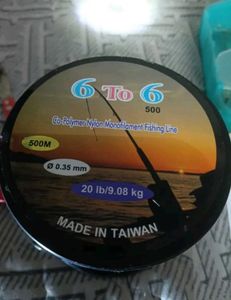 6 To 6
500
Co-Polymer Nylon Monofilament Fishing Line
500M
Ø 0.35 mm
20 lb/9.08 kg
MADE IN TAIWAN